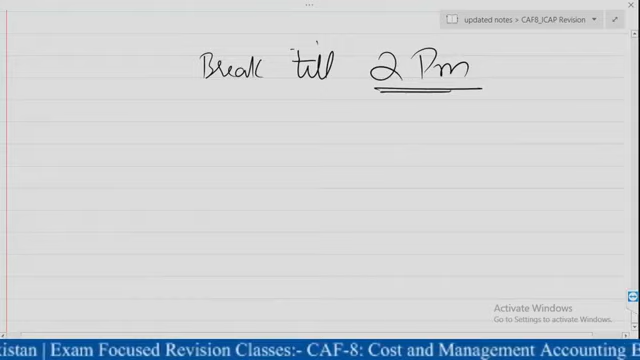 updated notes > CAF8_ICAP Revision
Break till 2 Pm
Activate Windows
Go to Settings to activate Windows.
kistan | Exam Focused Revision Classes:- CAF-8: Cost and Management Accounting E